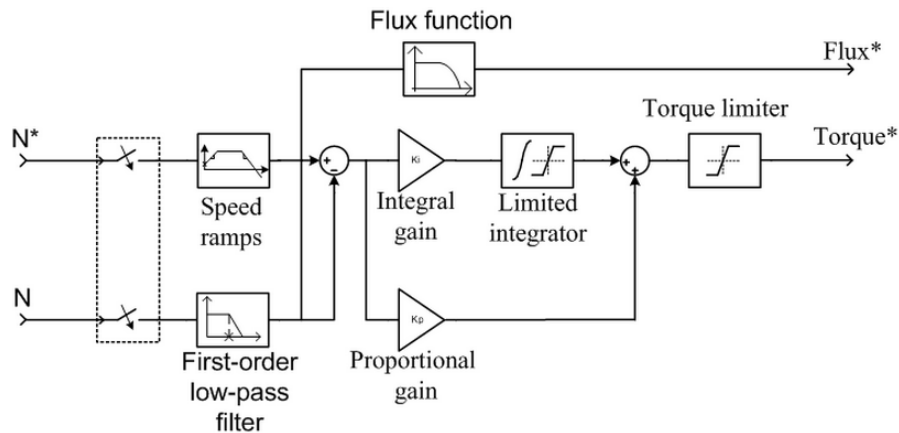 Flux function
Flux*
N*
Speed
ramps
+
-
Ki
Integral
gain
Limited
integrator
+
+
Torque limiter
Torque*
N
First-order
low-pass
filter
Kp
Proportional
gain